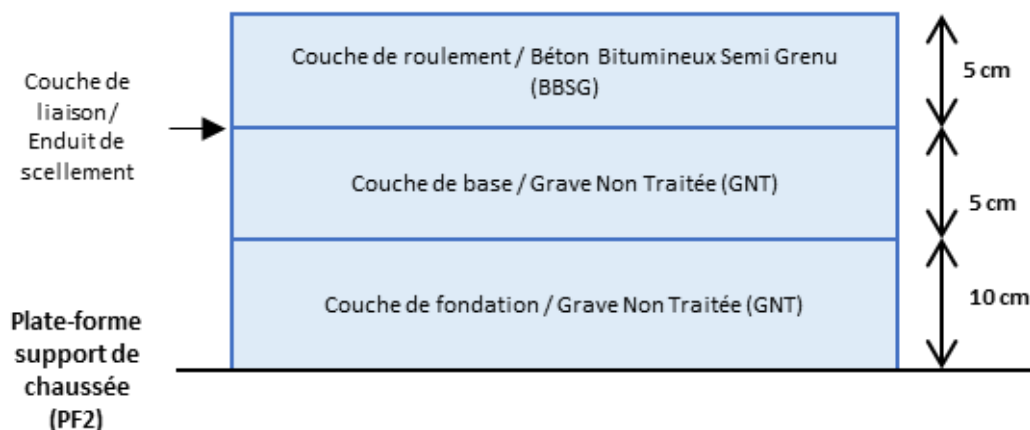 Couche de roulement / Béton Bitumineux Semi Grenu
(BBSG)
5 cm
Couche de
liaison/
Enduit de
scellement
Couche de base / Grave Non Traitée (GNT)
5 cm
Couche de fondation / Grave Non Traitée (GNT)
10 cm
Plate-forme
support de
chaussée
(PF2)